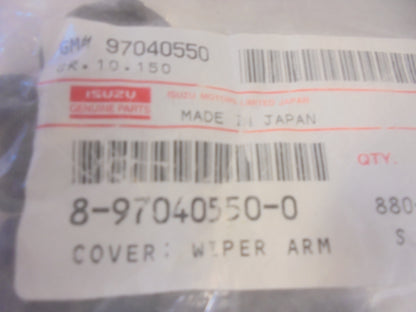 GM# 97040550
GR.10.150
ISUZU
GENUINE PARTS
ISUZU MOTORS LIMITED JAPAN
MADE IN JAPAN
QTY.
8-97040550-0
880
COVER: WIPER ARM
S